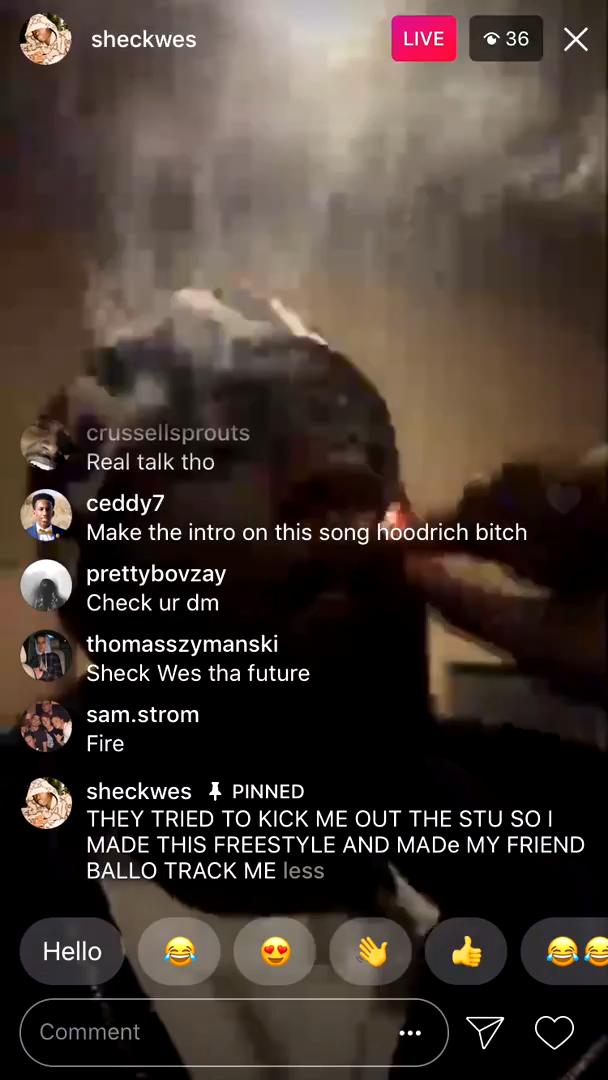 sheckwes
LIVE
36
crussellsprouts
Real talk tho
ceddy7
Make the intro on this song hoodrich bitch
prettybovzay
Check ur dm
thomasszymanski
Sheck Wes tha future
sam.strom
Fire
sheckwes PINNED
THEY TRIED TO KICK ME OUT THE STU SO I
MADE THIS FREESTYLE AND MADe MY FRIEND
BALLO TRACK ME less
Hello 😂 😍 👋 👍 😂😂
Comment